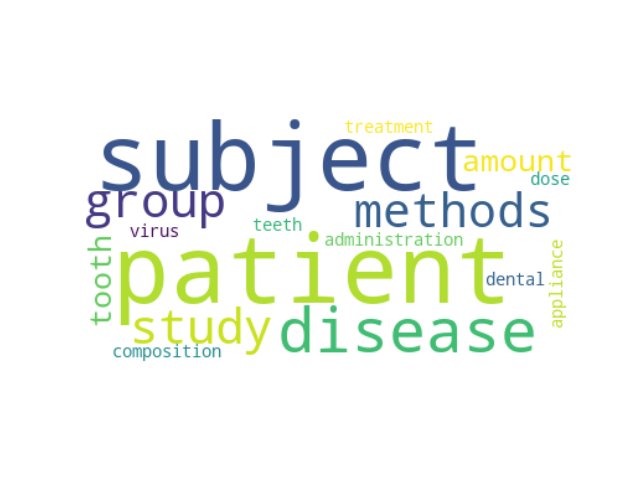 treatment
subject
amount
dose
group
methods
teeth
virus
administration
tooth
patient
dental
appliance
study
disease
composition